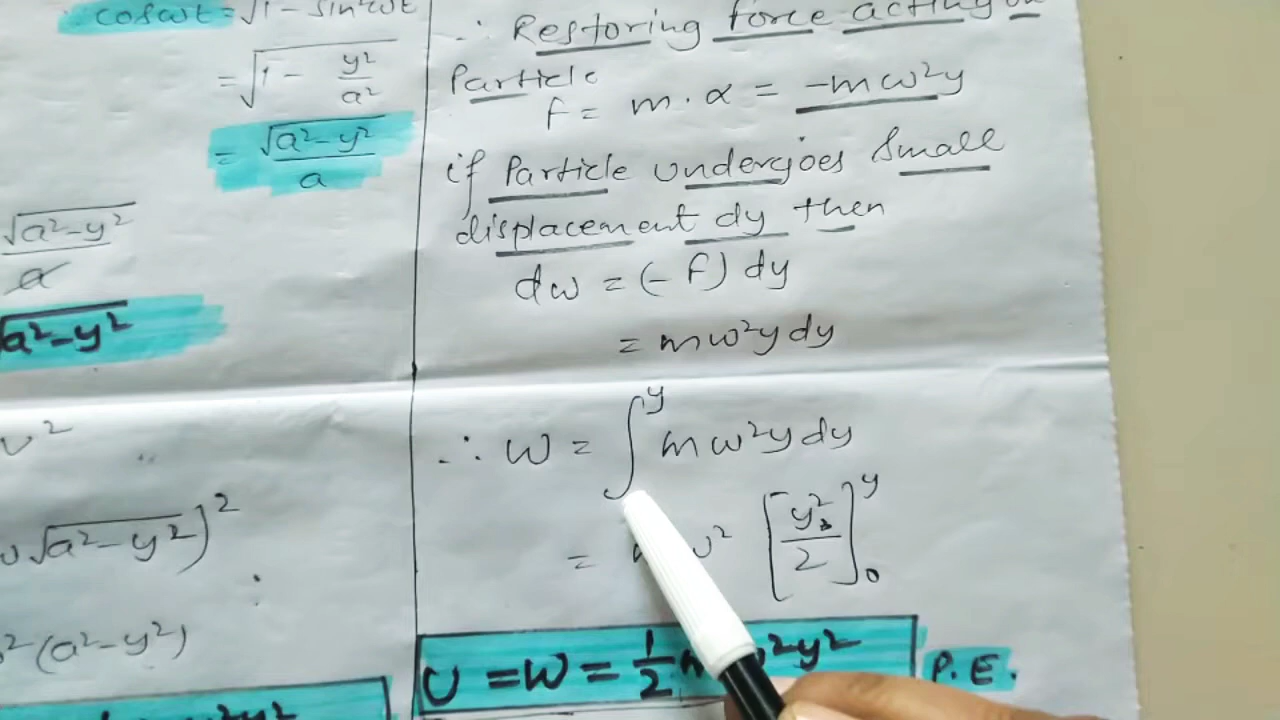 cosωt = √1 - sin²ωt
= √1 - y²/a²
= √a²-y²/a
√a²-y²/a
√a²-y²
v²
√a²-y²)²
²(a²-y²)
∴ Restoring force acting on
Particle
f = m.α = -mω²y
if Particle undergoes small
displacement dy then
dw = (-f) dy
= mω²y dy
∴ W = ∫^y mω²y dy
= ω² [y²/2]^y_0
U = W = 1/2 mω²y² P.E.